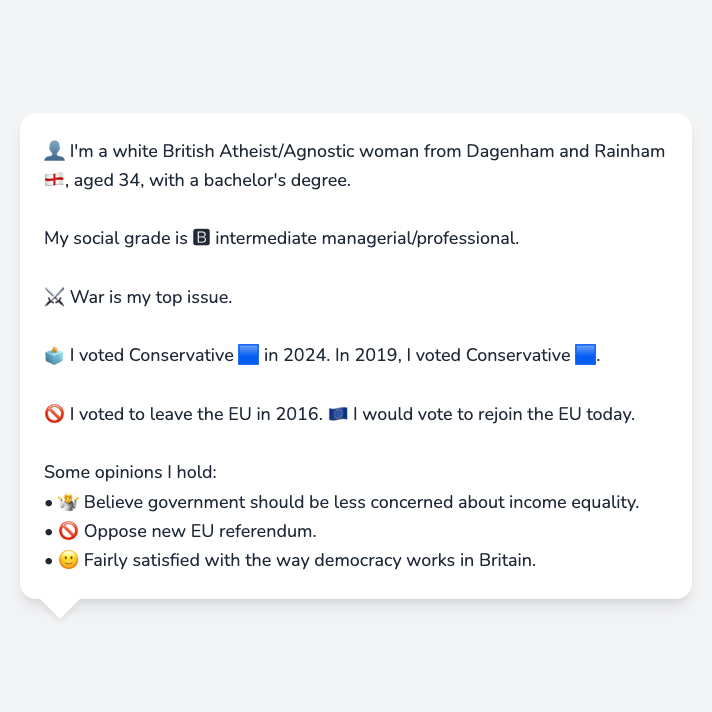 👤 I'm a white British Atheist/Agnostic woman from Dagenham and Rainham
🏴󠁧󠁢󠁥󠁮󠁧󠁿, aged 34, with a bachelor's degree.
My social grade is 🅱 intermediate managerial/professional.
⚔️ War is my top issue.
🗳️ I voted Conservative 🟦 in 2024. In 2019, I voted Conservative 🟦.
🚫 I voted to leave the EU in 2016. 🇪🇺 I would vote to rejoin the EU today.
Some opinions I hold:
• 🤷 Believe government should be less concerned about income equality.
• 🚫 Oppose new EU referendum.
• 🙂 Fairly satisfied with the way democracy works in Britain.